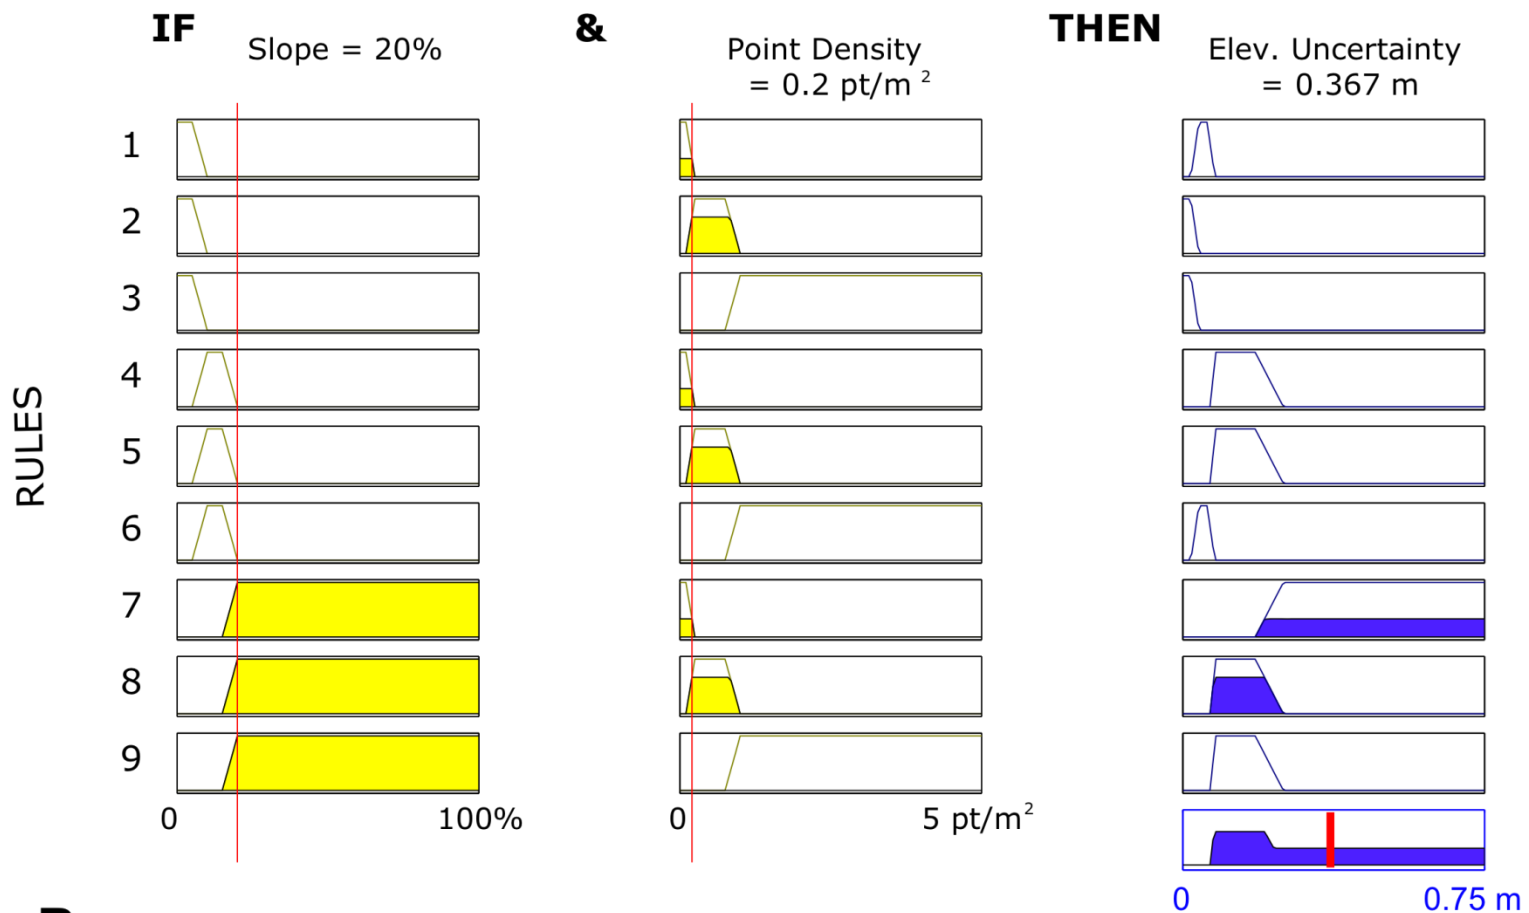 IF & THEN
Slope = 20% Point Density Elev. Uncertainty
= 0.2 pt/m² = 0.367 m
RULES
1
2
3
4
5
6
7
8
9
0 100% 0 5 pt/m²
0 0.75 m